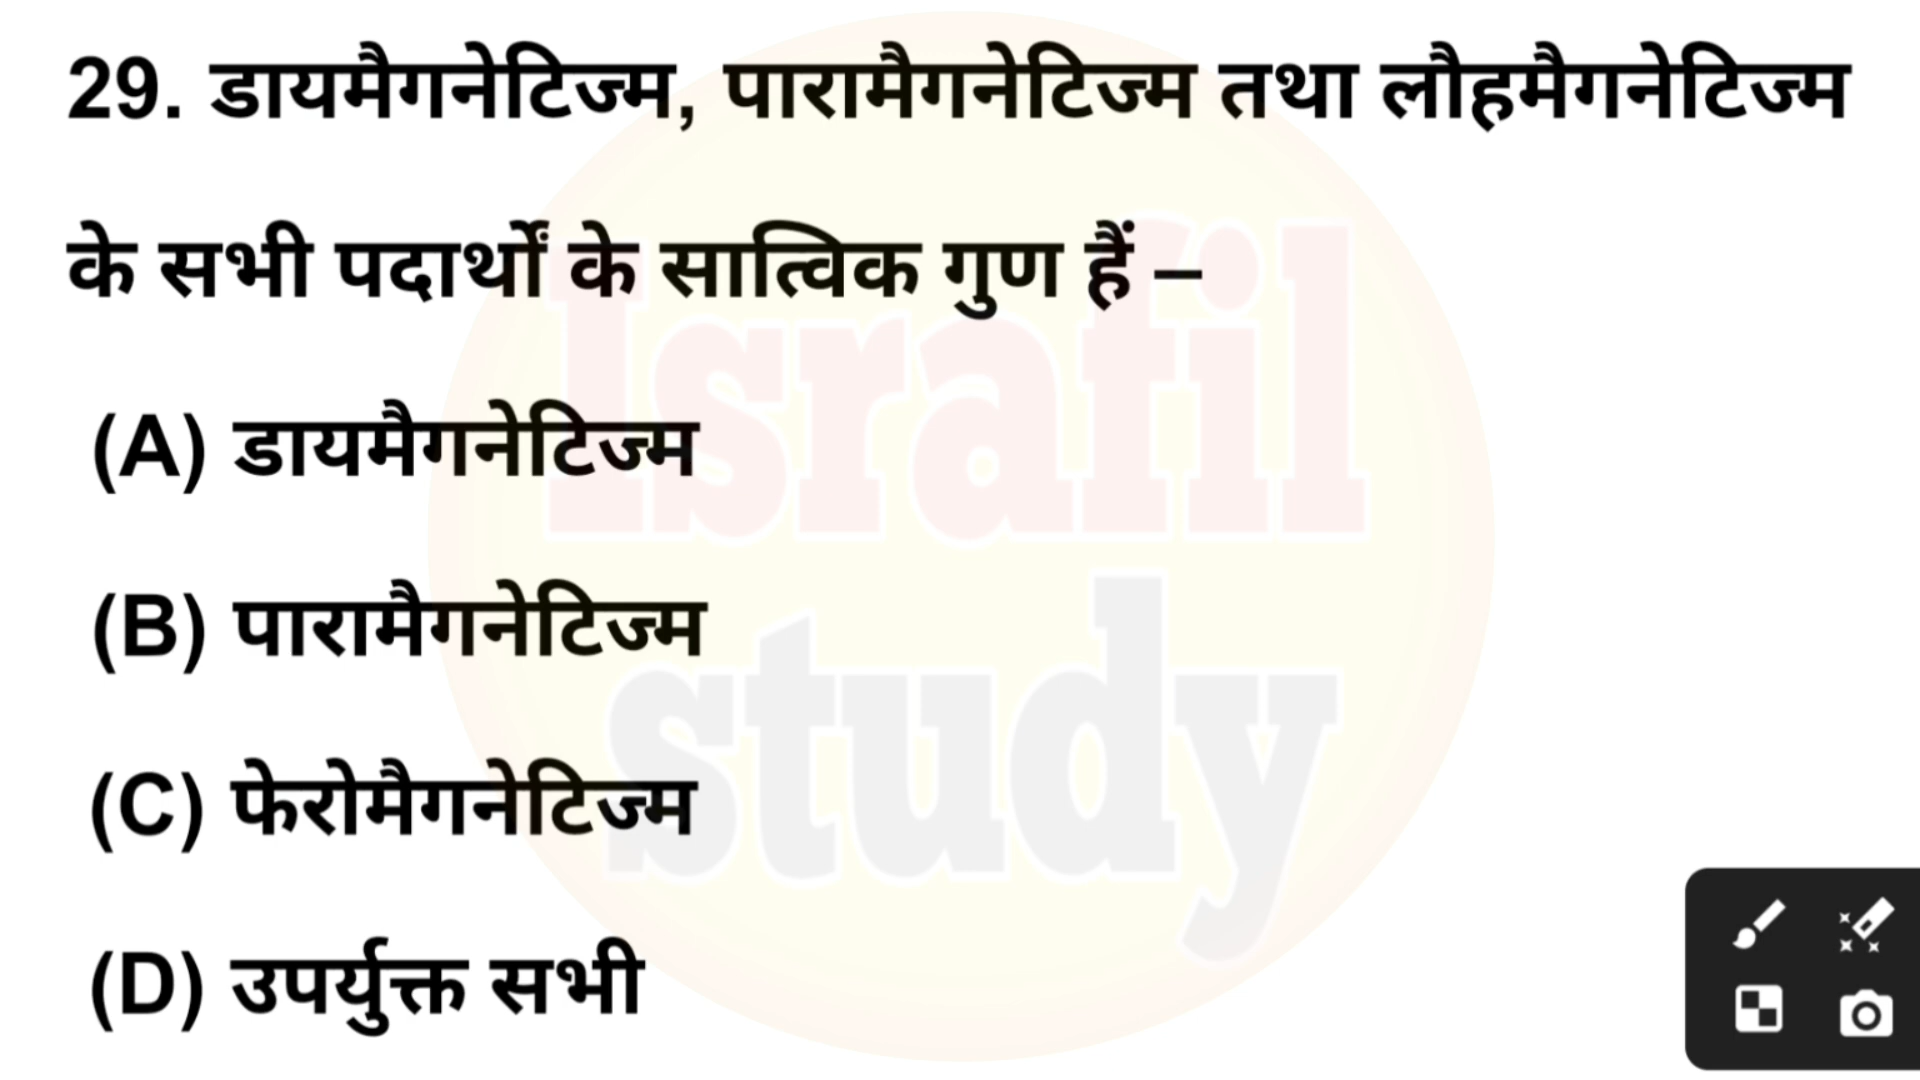 29. डायमैगनेटिज्म, पारामैगनेटिज्म तथा लौहमैगनेटिज्म
के सभी पदार्थों के सात्विक गुण हैं –
(A) डायमैगनेटिज्म
(B) पारामैगनेटिज्म
(C) फेरोमैगनेटिज्म
(D) उपर्युक्त सभी
Israfil
study